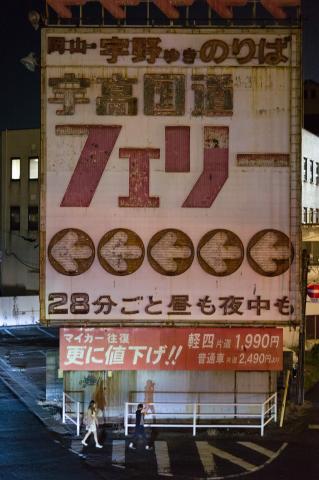 岡山⇔宇野ゆきのりば
宇高国道
フェリー
28分ごと昼も夜中も
マイカー往復
更に値下げ!!
軽四片道1,990円
普通車片道2,490円より